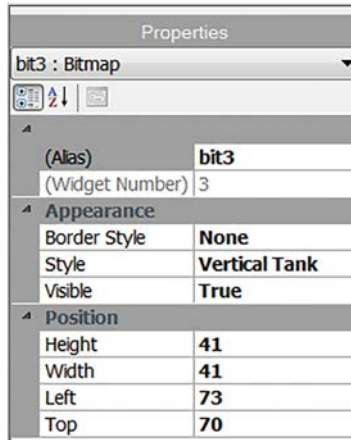 Properties
bit3 : Bitmap
(Alias) bit3
(Widget Number) 3
Appearance
Border Style None
Style Vertical Tank
Visible True
Position
Height 41
Width 41
Left 73
Top 70